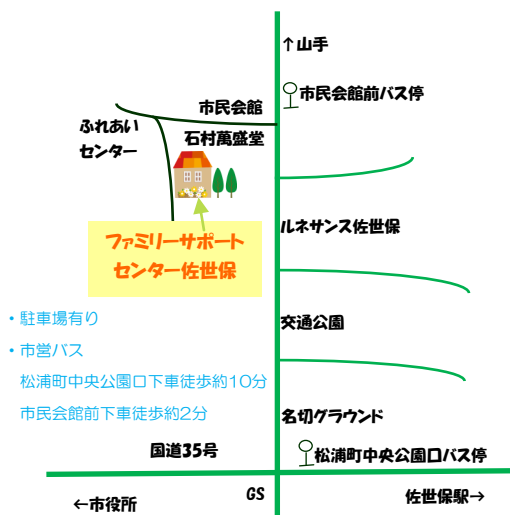 ↑山手
市民会館前バス停
市民会館
ふれあい
センター
石村萬盛堂
ルネサンス佐世保
ファミリーサポート
センター佐世保
・駐車場有り
交通公園
・市営バス
松浦町中央公園口下車徒歩約10分
市民会館前下車徒歩約2分
名切グラウンド
国道35号
松浦町中央公園口バス停
←市役所
GS
佐世保駅→